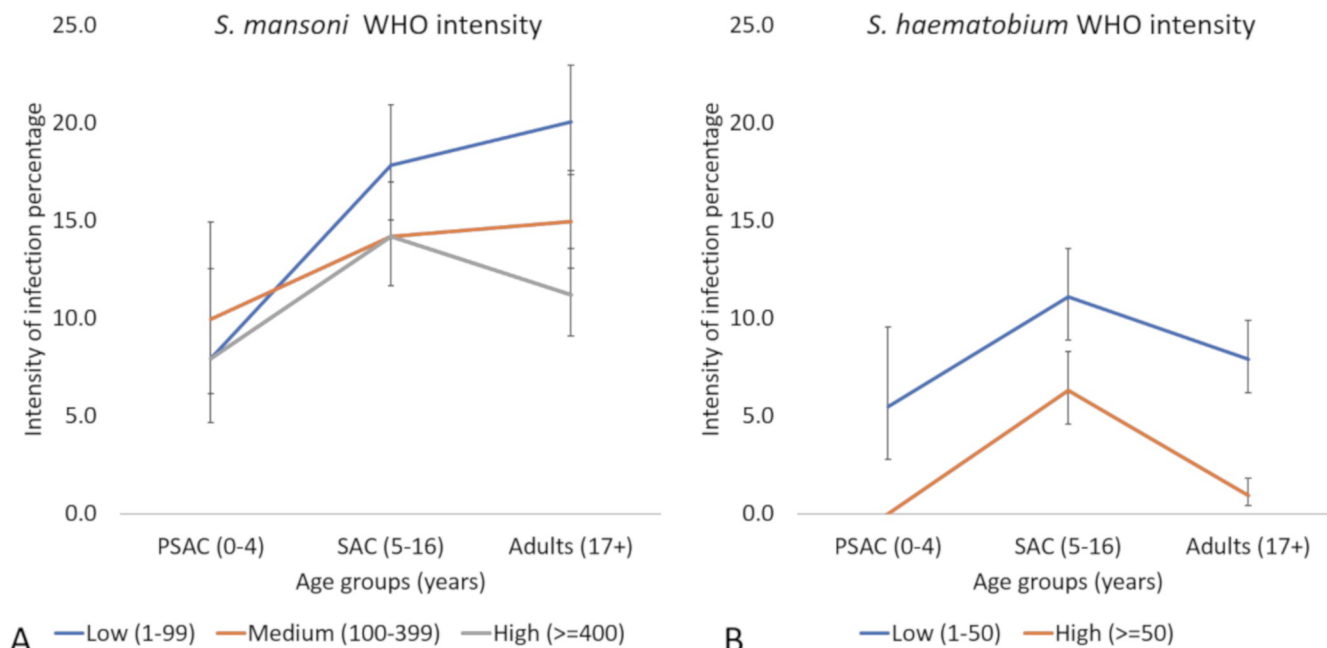 S. mansoni WHO intensity
Intensity of infection percentage
25.0
20.0
15.0
10.0
5.0
0.0
PSAC (0-4) SAC (5-16) Adults (17+)
Age groups (years)
A Low (1-99) Medium (100-399) High (>=400)
S. haematobium WHO intensity
Intensity of infection percentage
25.0
20.0
15.0
10.0
5.0
0.0
PSAC (0-4) SAC (5-16) Adults (17+)
Age groups (years)
B Low (1-50) High (>=50)